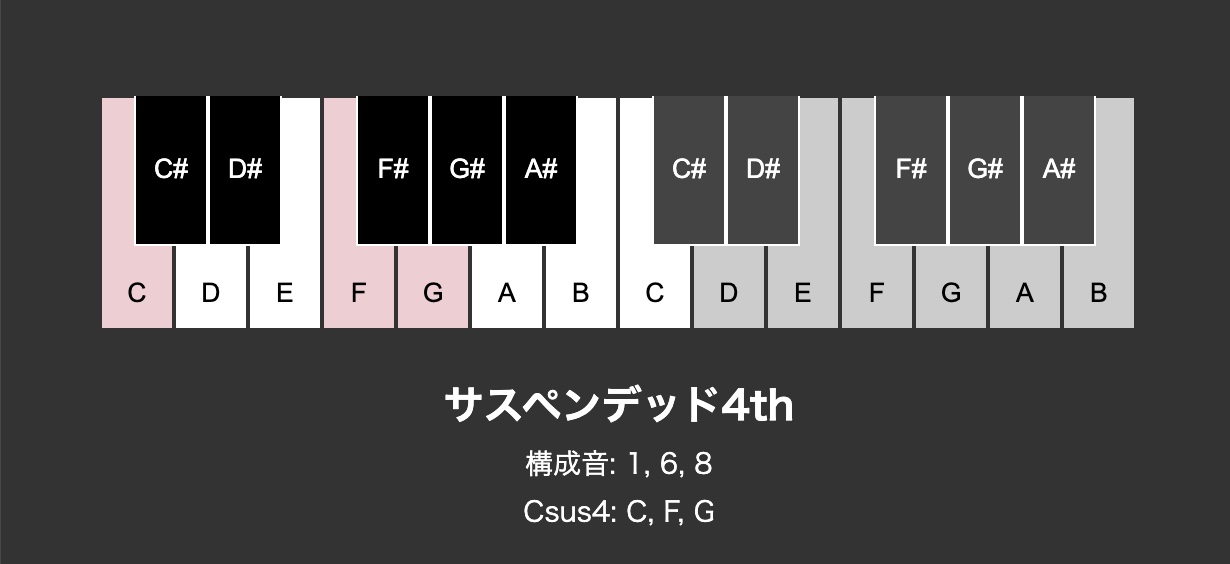 C# D# F# G# A# C# D# F# G# A#
C D E F G A B C D E F G A B
サスペンデッド4th
構成音: 1, 6, 8
Csus4: C, F, G